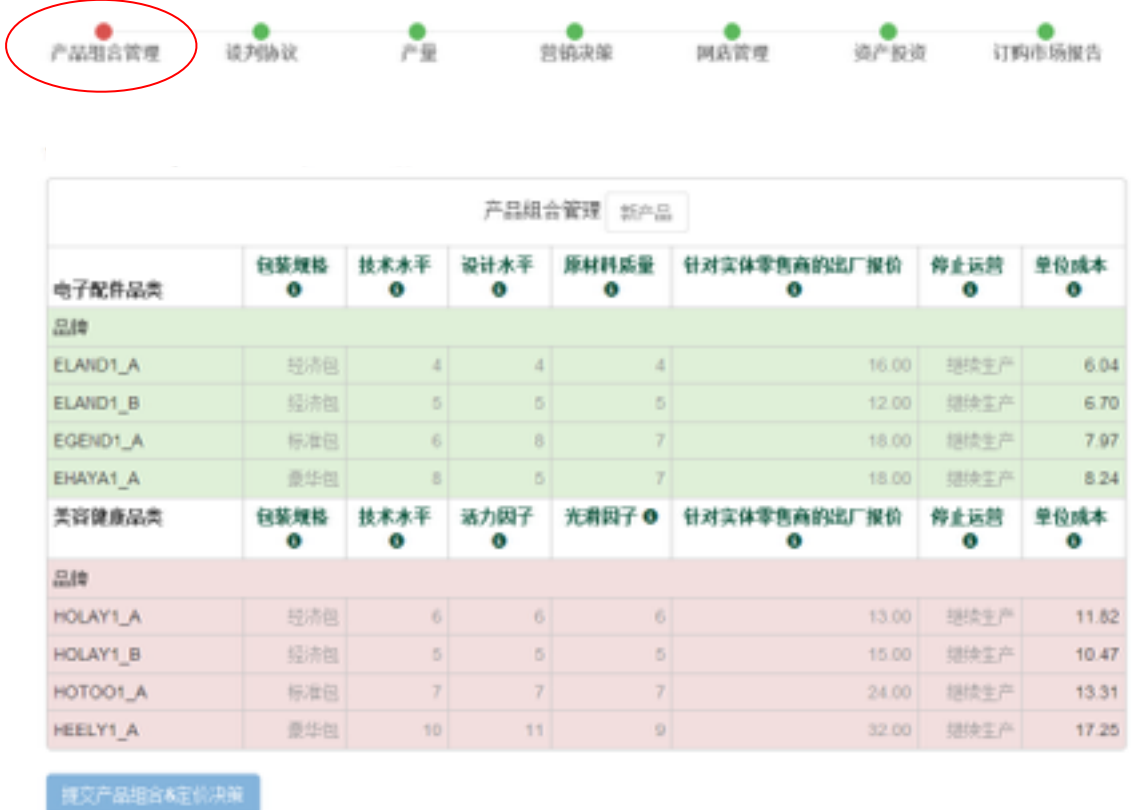 产品组合管理 谈判协议 产量 营销决策 网店管理 资产投资 订购市场报告
产品组合管理 新产品
电子配件品类 包装规格 技术水平 设计水平 原材料质量 针对实体零售商的出厂报价 停止运营 单位成本
品牌
ELAND1_A 经济包 4 4 4 16.00 继续生产 6.04
ELAND1_B 经济包 5 5 5 12.00 继续生产 6.70
EGEND1_A 标准包 6 8 7 18.00 继续生产 7.97
EHAYA1_A 豪华包 8 5 7 18.00 继续生产 8.24
美容健康品类 包装规格 技术水平 活力因子 光滑因子 针对实体零售商的出厂报价 停止运营 单位成本
品牌
HOLAY1_A 经济包 6 6 6 13.00 继续生产 11.82
HOLAY1_B 经济包 5 5 5 15.00 继续生产 10.47
HOTOO1_A 标准包 7 7 7 24.00 继续生产 13.31
HEELY1_A 豪华包 10 11 9 32.00 继续生产 17.25
提交产品组合&定价决策